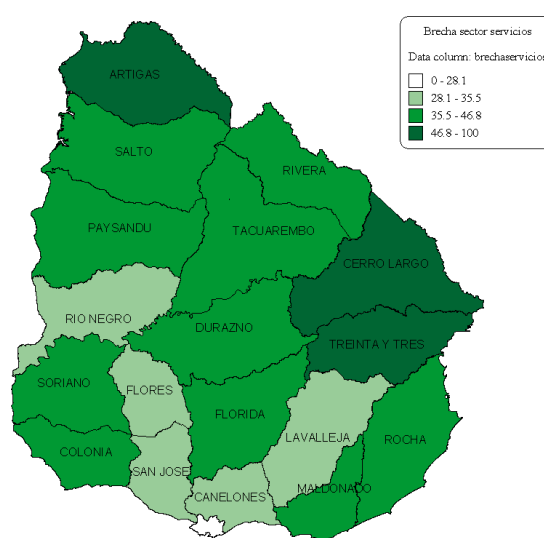 Brecha sector servicios
Data column: brechaservicios
0 - 28.1
28.1 - 35.5
35.5 - 46.8
46.8 - 100
ARTIGAS
SALTO
RIVERA
PAYSANDU
TACUAREMBO
CERRO LARGO
RIO NEGRO
DURAZNO
TREINTA Y TRES
SORIANO
FLORES
FLORIDA
LAVALLEJA
ROCHA
COLONIA
SAN JOSE
CANELONES
MALDONADO